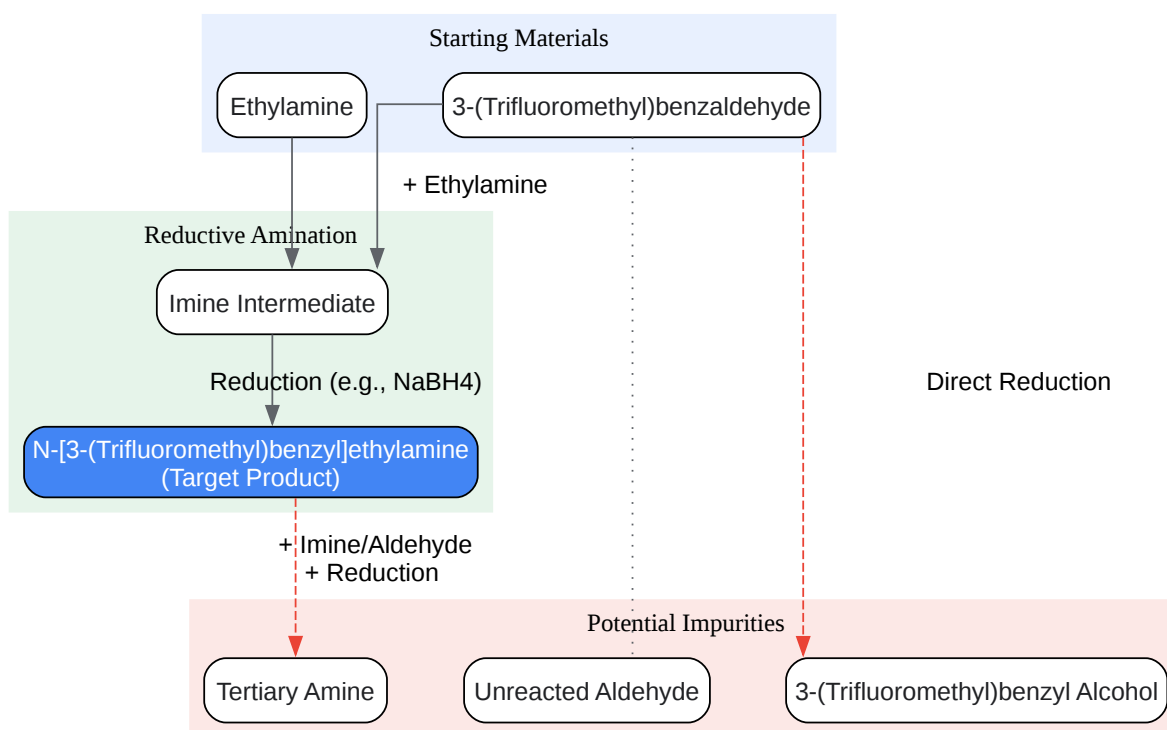 Starting Materials
Ethylamine
3-(Trifluoromethyl)benzaldehyde
+ Ethylamine
Reductive Amination
Imine Intermediate
Reduction (e.g., NaBH4)
Direct Reduction
N-[3-(Trifluoromethyl)benzyl]ethylamine
(Target Product)
+ Imine/Aldehyde
+ Reduction
Potential Impurities
Tertiary Amine
Unreacted Aldehyde
3-(Trifluoromethyl)benzyl Alcohol